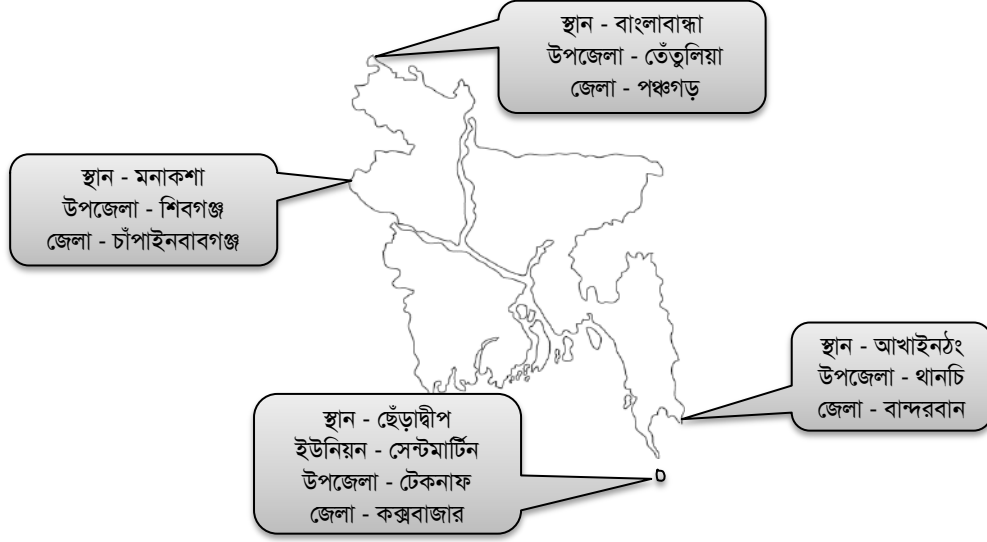 স্থান - বাংলাবান্ধা
উপজেলা - তেঁতুলিয়া
জেলা - পঞ্চগড়
স্থান - মনাকশা
উপজেলা - শিবগঞ্জ
জেলা - চাঁপাইনবাবগঞ্জ
স্থান - আখাইনঠং
উপজেলা - থানচি
জেলা - বান্দরবান
স্থান - ছেঁড়াদ্বীপ
ইউনিয়ন - সেন্টমার্টিন
উপজেলা - টেকনাফ
জেলা - কক্সবাজার